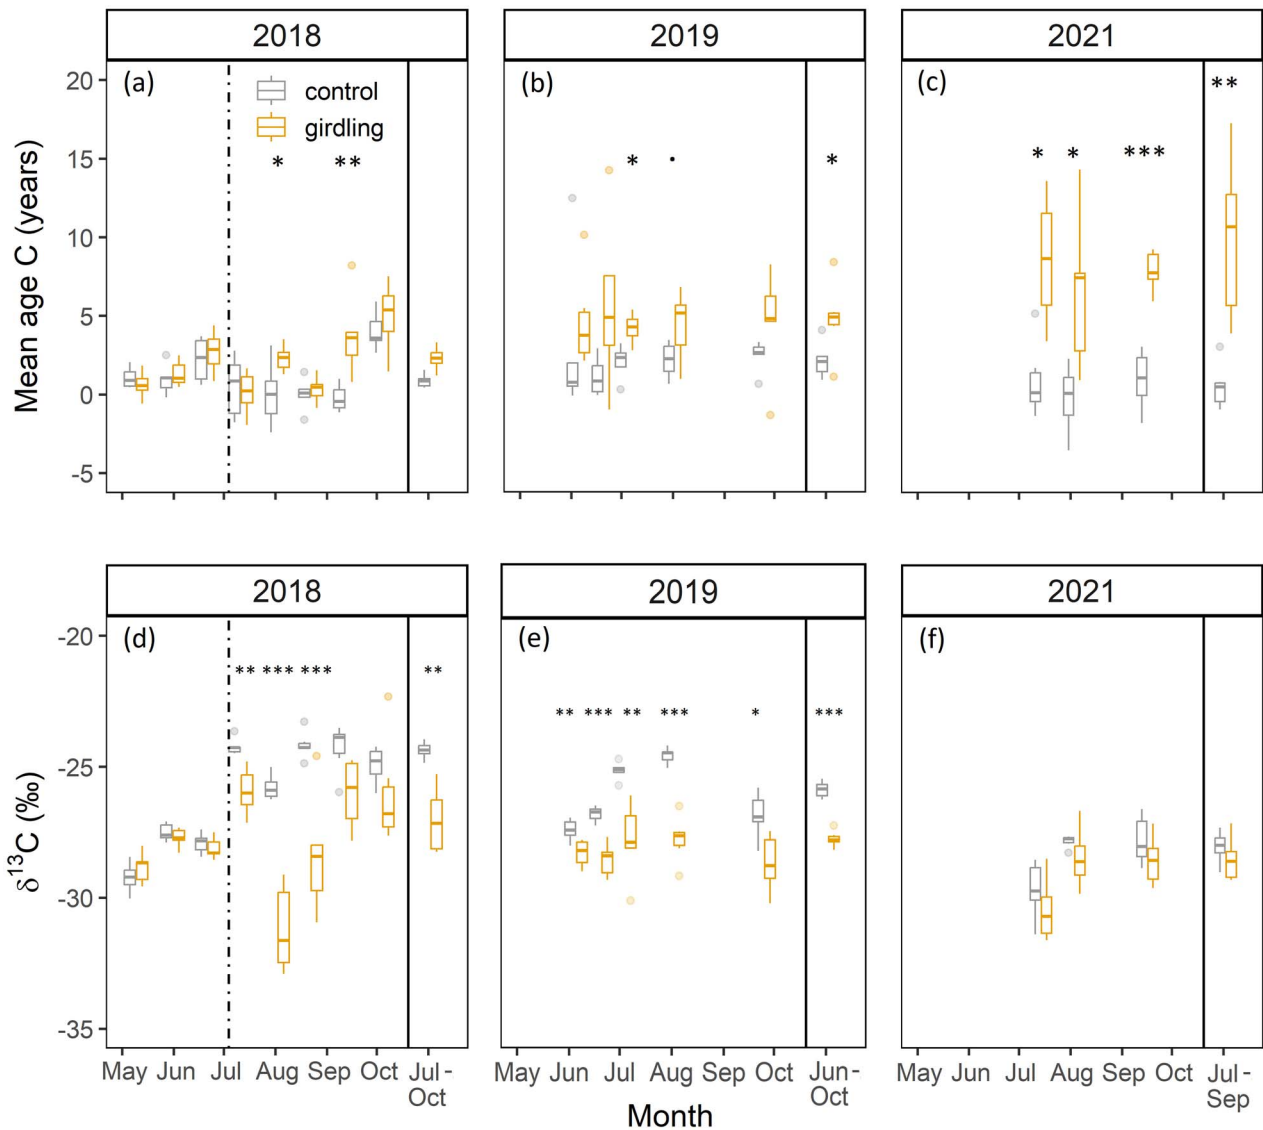 2018 2019 2021
(a) (b) (c)
control
girdling
* **
* . *
* * *** **
Mean age C (years)
20
15
10
5
0
-5
2018 2019 2021
(d) (e) (f)
** *** *** **
** *** ** *** * ***
δ¹³C (‰)
-20
-25
-30
-35
May Jun Jul Aug Sep Oct Jul - Oct
May Jun Jul Aug Sep Oct Jun - Oct
May Jun Jul Aug Sep Oct Jul - Sep
Month